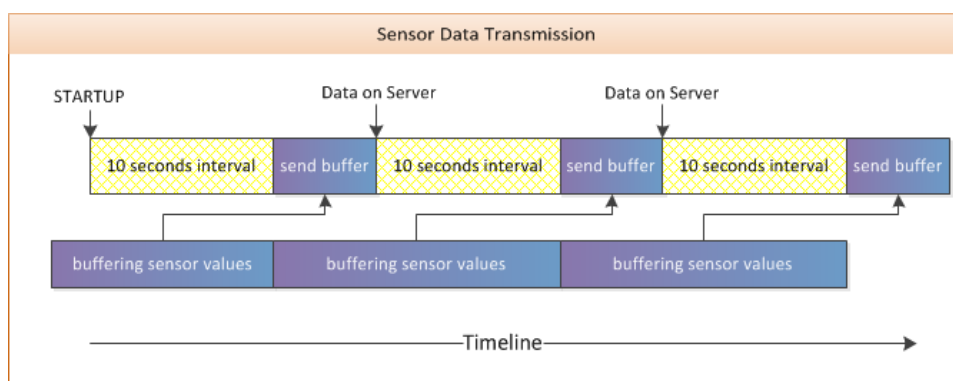 Sensor Data Transmission
STARTUP
Data on Server
Data on Server
10 seconds interval
send buffer
10 seconds interval
send buffer
10 seconds interval
send buffer
buffering sensor values
buffering sensor values
buffering sensor values
Timeline